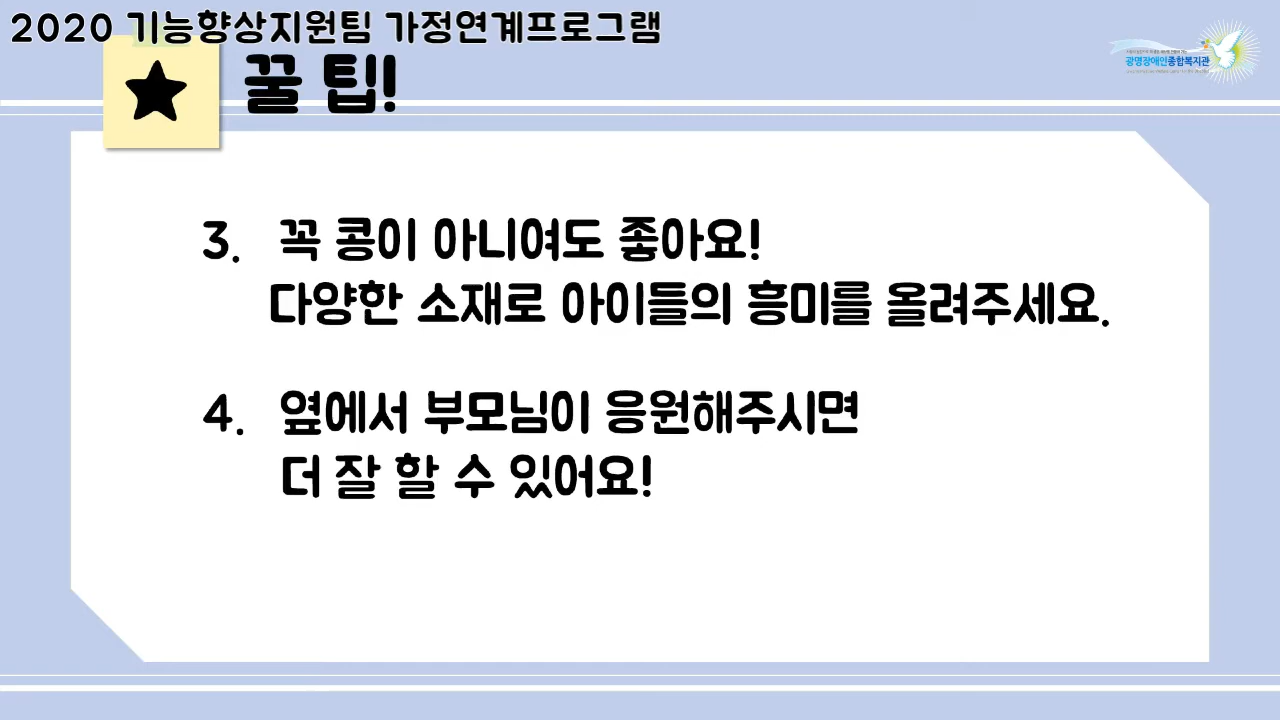 2020 기능향상지원팀 가정연계프로그램
꿀 팁!
광명장애인종합복지관
3. 꼭 콩이 아니여도 좋아요!
다양한 소재로 아이들의 흥미를 올려주세요.
4. 옆에서 부모님이 응원해주시면
더 잘 할 수 있어요!